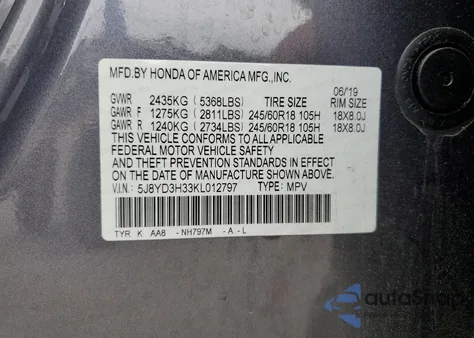 MFD.BY HONDA OF AMERICA MFG.,INC.
06/19
GVWR 2435KG (5368LBS) TIRE SIZE RIM SIZE
GAWR F 1275KG (2811LBS) 245/60R18 105H 18X8.0J
GAWR R 1240KG (2734LBS) 245/60R18 105H 18X8.0J
THIS VEHICLE CONFORMS TO ALL APPLICABLE
FEDERAL MOTOR VEHICLE SAFETY AND
THEFT PREVENTION STANDARDS IN EFFECT
ON THE DATE OF MANUFACTURE SHOWN ABOVE.
V.I.N.: 5J8YD3H33KL012797 TYPE: MPV
TYR K AA8 -NH797M -A-L
autoSnap